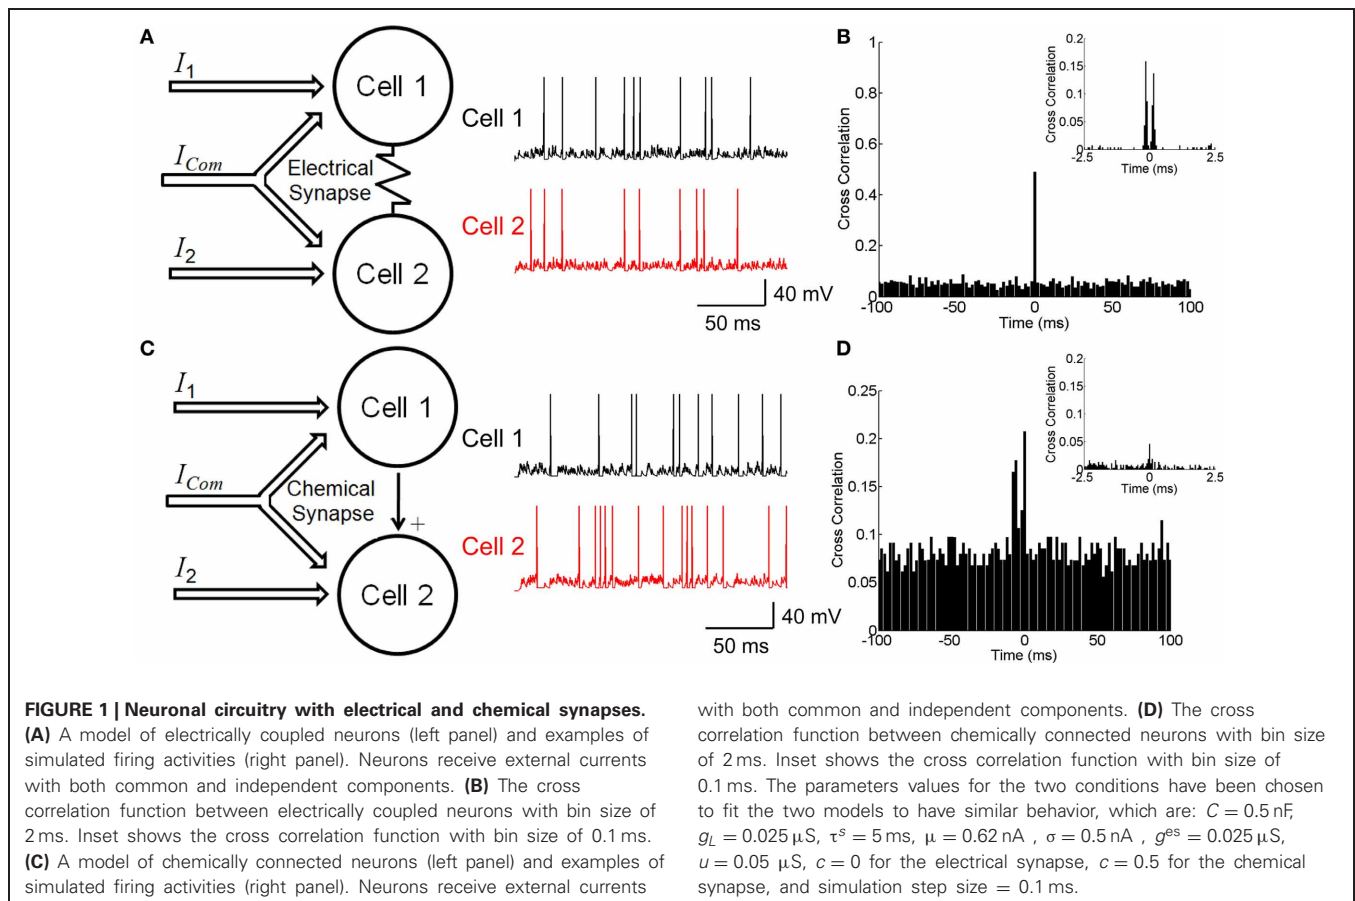 A
I1
Cell 1
ICom
Electrical
Synapse
I2
Cell 2
Cell 1
Cell 2
40 mV
50 ms
B
1
0.8
0.6
0.4
0.2
0
Cross Correlation
-100
-50
0
50
100
Time (ms)
0.2
0.15
0.1
0.05
0
Cross Correlation
-2.5
0
2.5
Time (ms)
C
I1
Cell 1
ICom
Chemical
Synapse
+
I2
Cell 2
Cell 1
Cell 2
40 mV
50 ms
D
0.25
0.2
0.15
0.1
0.05
0
Cross Correlation
-100
-50
0
50
100
Time (ms)
0.2
0.15
0.1
0.05
0
Cross Correlation
-2.5
0
2.5
Time (ms)
FIGURE 1 | Neuronal circuitry with electrical and chemical synapses.
(A) A model of electrically coupled neurons (left panel) and examples of
simulated firing activities (right panel). Neurons receive external currents
with both common and independent components. (B) The cross
correlation function between electrically coupled neurons with bin size of
2 ms. Inset shows the cross correlation function with bin size of 0.1 ms.
(C) A model of chemically connected neurons (left panel) and examples of
simulated firing activities (right panel). Neurons receive external currents
with both common and independent components. (D) The cross
correlation function between chemically connected neurons with bin size
of 2 ms. Inset shows the cross correlation function with bin size of
0.1 ms. The parameters values for the two conditions have been chosen
to fit the two models to have similar behavior, which are: C = 0.5 nF,
gL = 0.025 μS, τs = 5 ms, μ = 0.62 nA , σ = 0.5 nA , ges = 0.025 μS,
u = 0.05 μS, c = 0 for the electrical synapse, c = 0.5 for the chemical
synapse, and simulation step size = 0.1 ms.